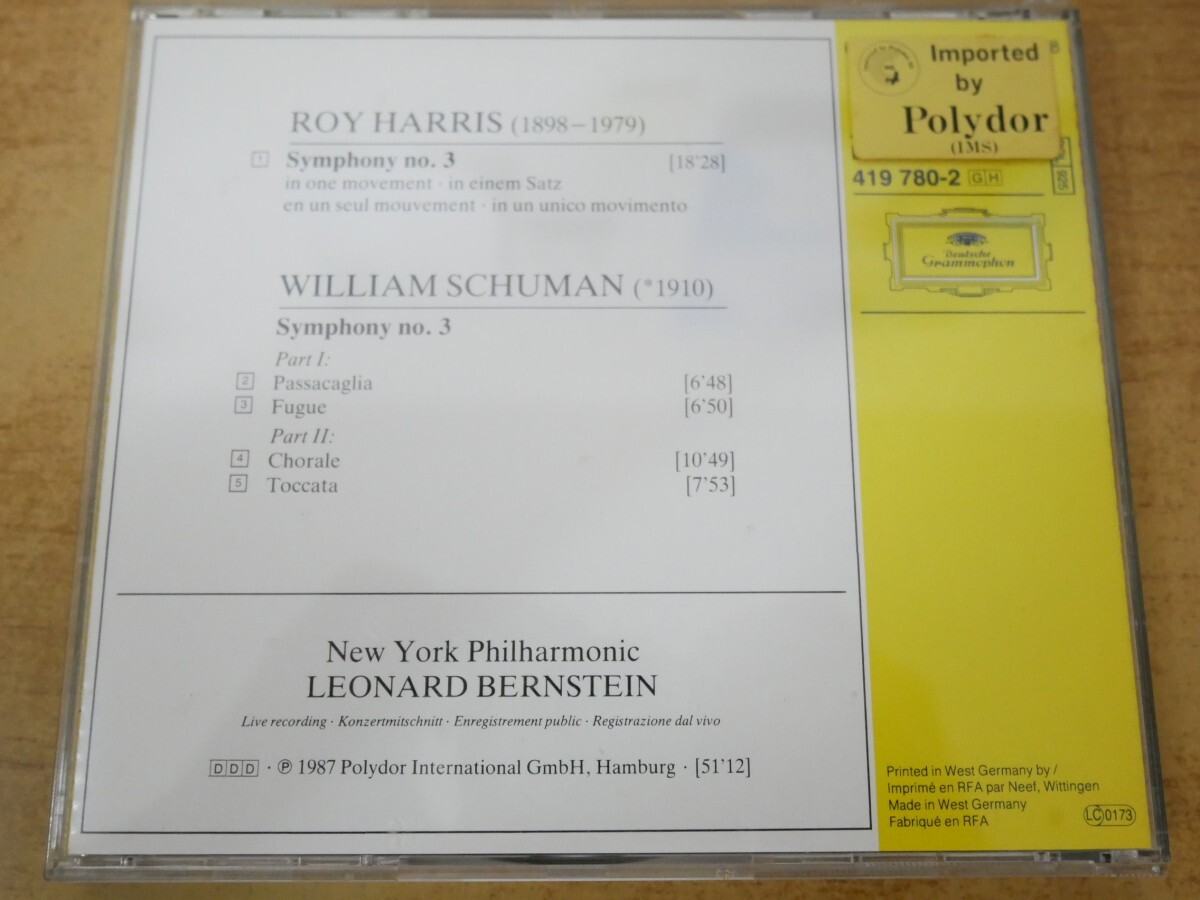 ROY HARRIS (1898–1979)
1 Symphony no. 3 [18'28]
in one movement · in einem Satz
en un seul mouvement · in un unico movimento
WILLIAM SCHUMAN (*1910)
Symphony no. 3
Part I:
2 Passacaglia [6'48]
3 Fugue [6'50]
Part II:
4 Chorale [10'49]
5 Toccata [7'53]
New York Philharmonic
LEONARD BERNSTEIN
Live recording · Konzertmitschnitt · Enregistrement public · Registrazione dal vivo
DDD · ℗ 1987 Polydor International GmbH, Hamburg · [51'12]
Imported
by
Polydor
(IMS)
419 780-2 GH
Deutsche
Grammophon
Printed in West Germany by /
Imprimé en RFA par Neef, Wittingen
Made in West Germany
Fabriqué en RFA
LC 0173